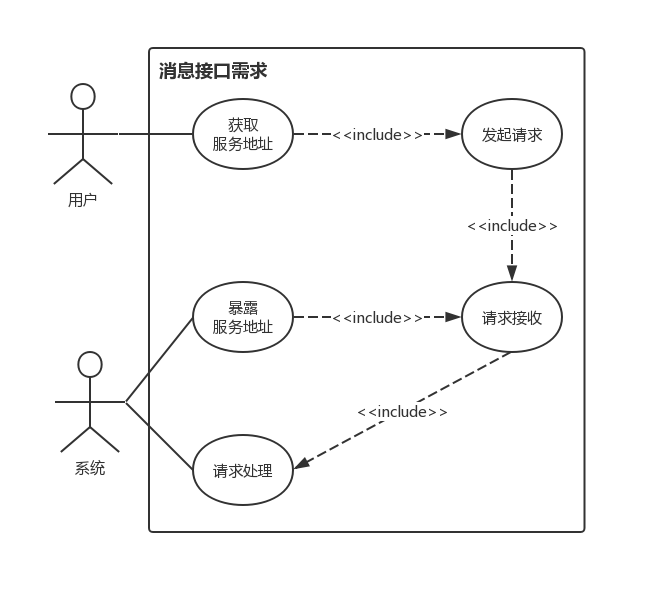 消息接口需求
获取
服务地址
<<include>>
发起请求
用户
<<include>>
暴露
服务地址
<<include>>
请求接收
<<include>>
系统
请求处理